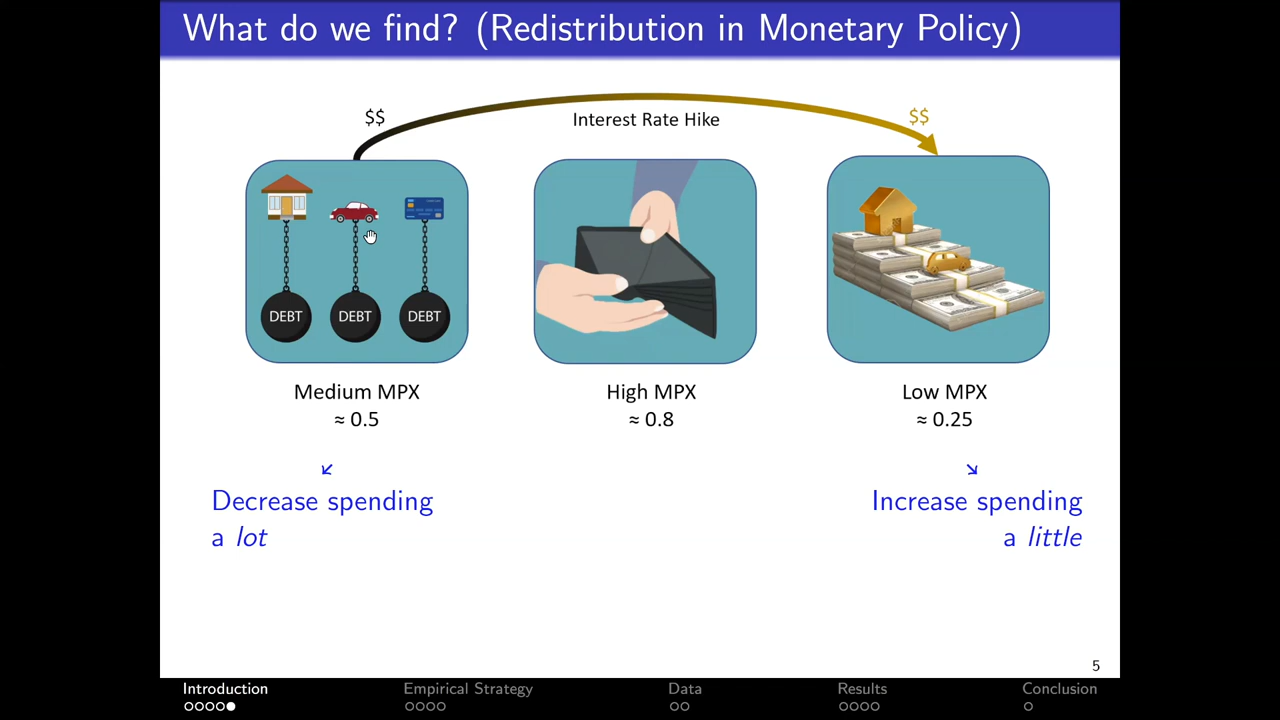 What do we find? (Redistribution in Monetary Policy)
$$
Interest Rate Hike
$$
DEBT
DEBT
DEBT
Medium MPX
≈ 0.5
High MPX
≈ 0.8
Low MPX
≈ 0.25
↙
Decrease spending
a lot
↘
Increase spending
a little
5
Introduction
Empirical Strategy
Data
Results
Conclusion